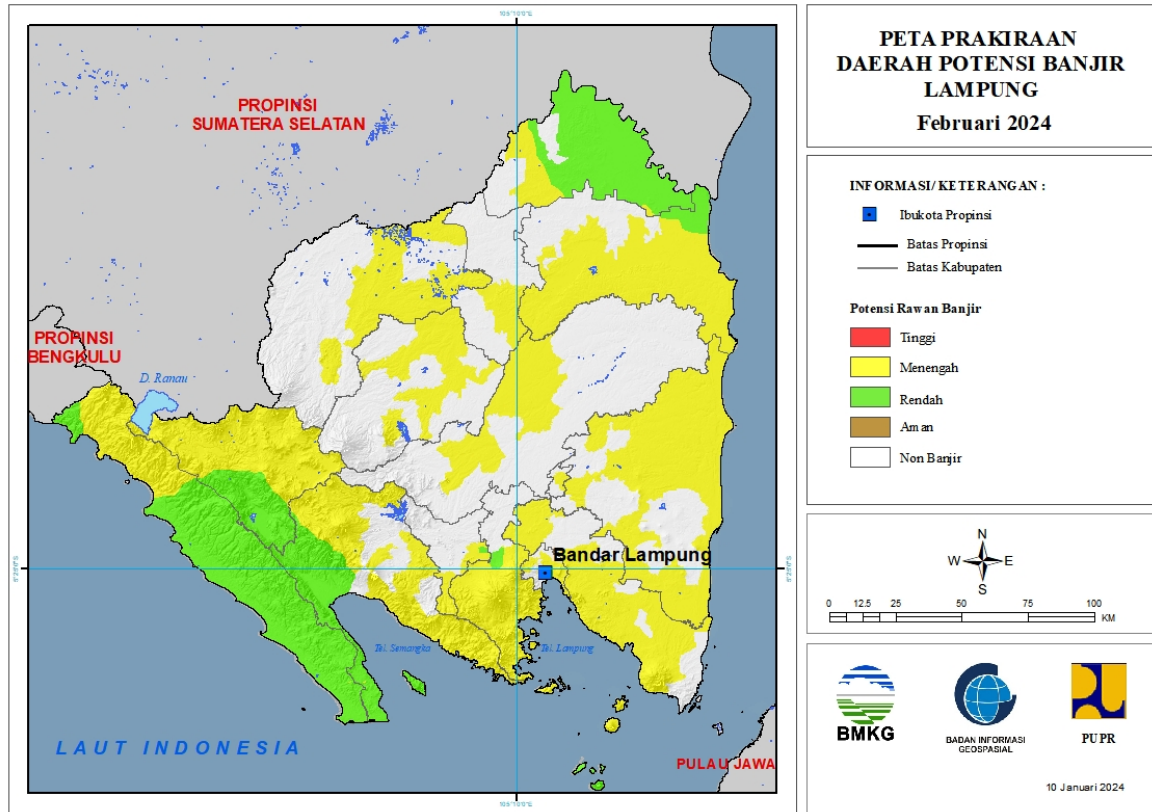 PETA PRAKIRAAN
DAERAH POTENSI BANJIR
LAMPUNG
Februari 2024
INFORMASI/KETERANGAN :
Ibukota Propinsi
Batas Propinsi
Batas Kabupaten
Potensi Rawan Banjir
Tinggi
Menengah
Rendah
Aman
Non Banjir
N
W E
S
0 12.5 25 50 75 100
KM
BMKG
BADAN INFORMASI
GEOSPASIAL
PUPR
10 Januari 2024
PROPINSI
SUMATERA SELATAN
PROPINSI
BENGKULU
D. Ranau
Bandar Lampung
Tel. Semangka
Tel. Lampung
LAUT INDONESIA
PULAU JAWA